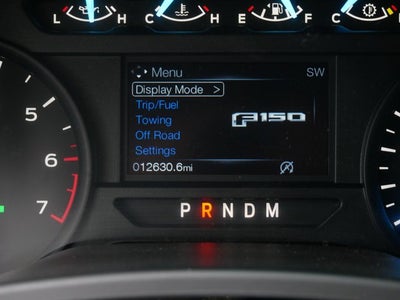 L H C H E F C H
Menu SW
Display Mode >
Trip/Fuel
Towing
F150
Off Road
Settings
012630.6mi
5
6
7
P R N D M